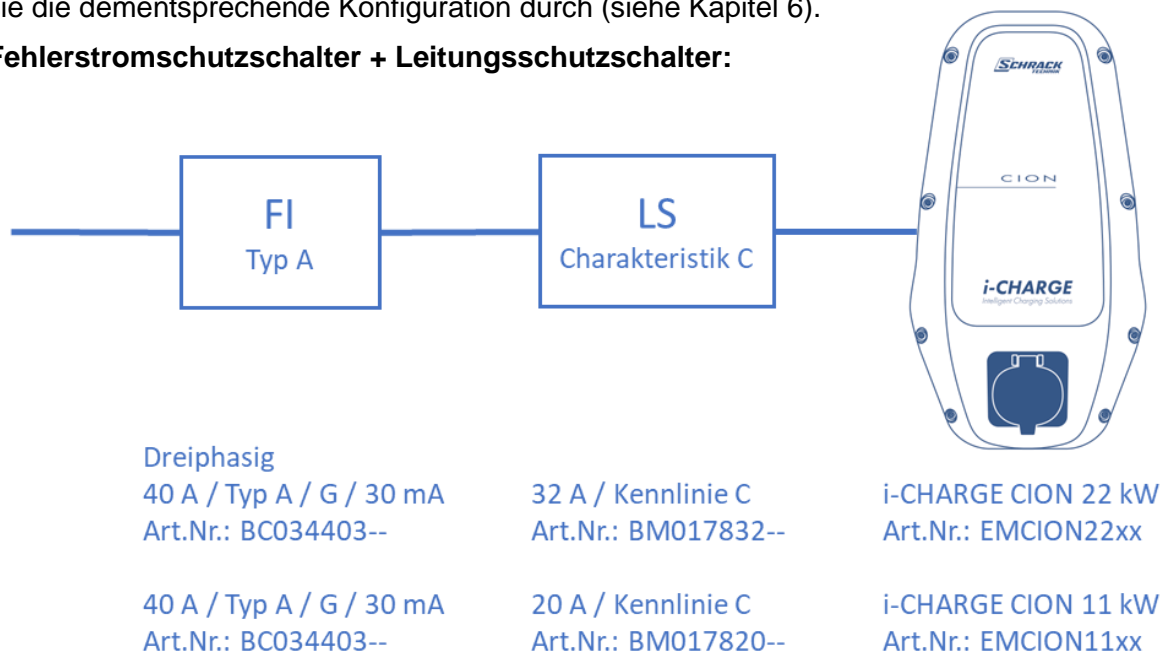 die dementsprechende Konfiguration durch (siehe Kapitel 6).
Fehlerstromschutzschalter + Leitungsschutzschalter:
SCHRACK
TECHNIK
CION
FI
Typ A
LS
Charakteristik C
i-CHARGE
Intelligent Charging Solutions
Dreiphasig
40 A / Typ A / G / 30 mA
Art.Nr.: BC034403--
32 A / Kennlinie C
Art.Nr.: BM017832--
i-CHARGE CION 22 kW
Art.Nr.: EMCION22xx
40 A / Typ A / G / 30 mA
Art.Nr.: BC034403--
20 A / Kennlinie C
Art.Nr.: BM017820--
i-CHARGE CION 11 kW
Art.Nr.: EMCION11xx